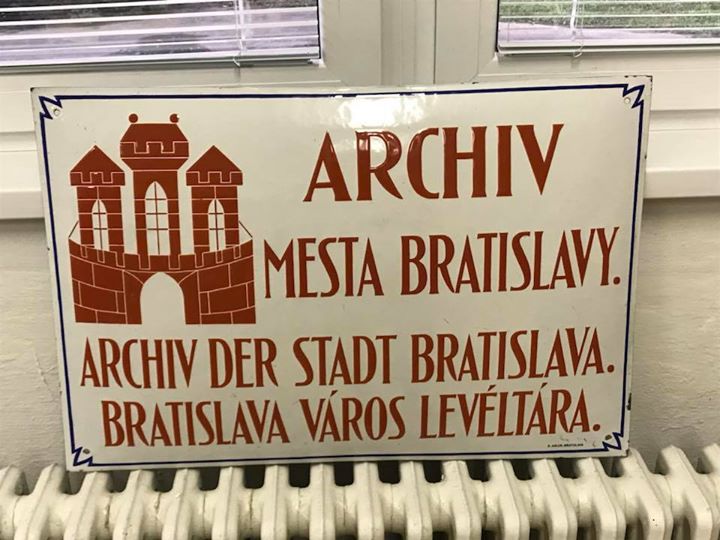 ARCHIV
MESTA BRATISLAVY.
ARCHIV DER STADT BRATISLAVA.
BRATISLAVA VÁROS LEVÉLTÁRA.